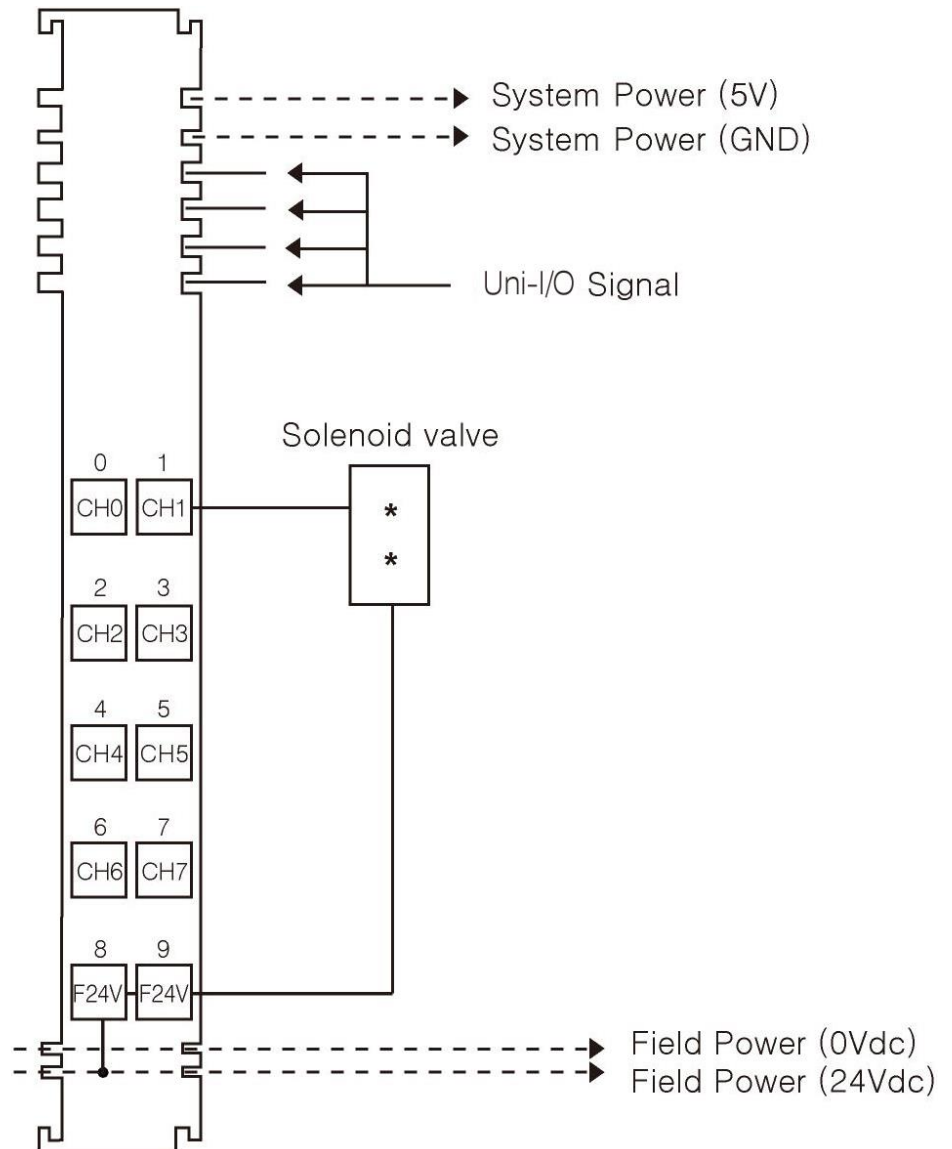 System Power (5V)
System Power (GND)
Uni-I/O Signal
Solenoid valve
0 1
CH0 CH1
*
*
2 3
CH2 CH3
4 5
CH4 CH5
6 7
CH6 CH7
8 9
F24V F24V
Field Power (0Vdc)
Field Power (24Vdc)